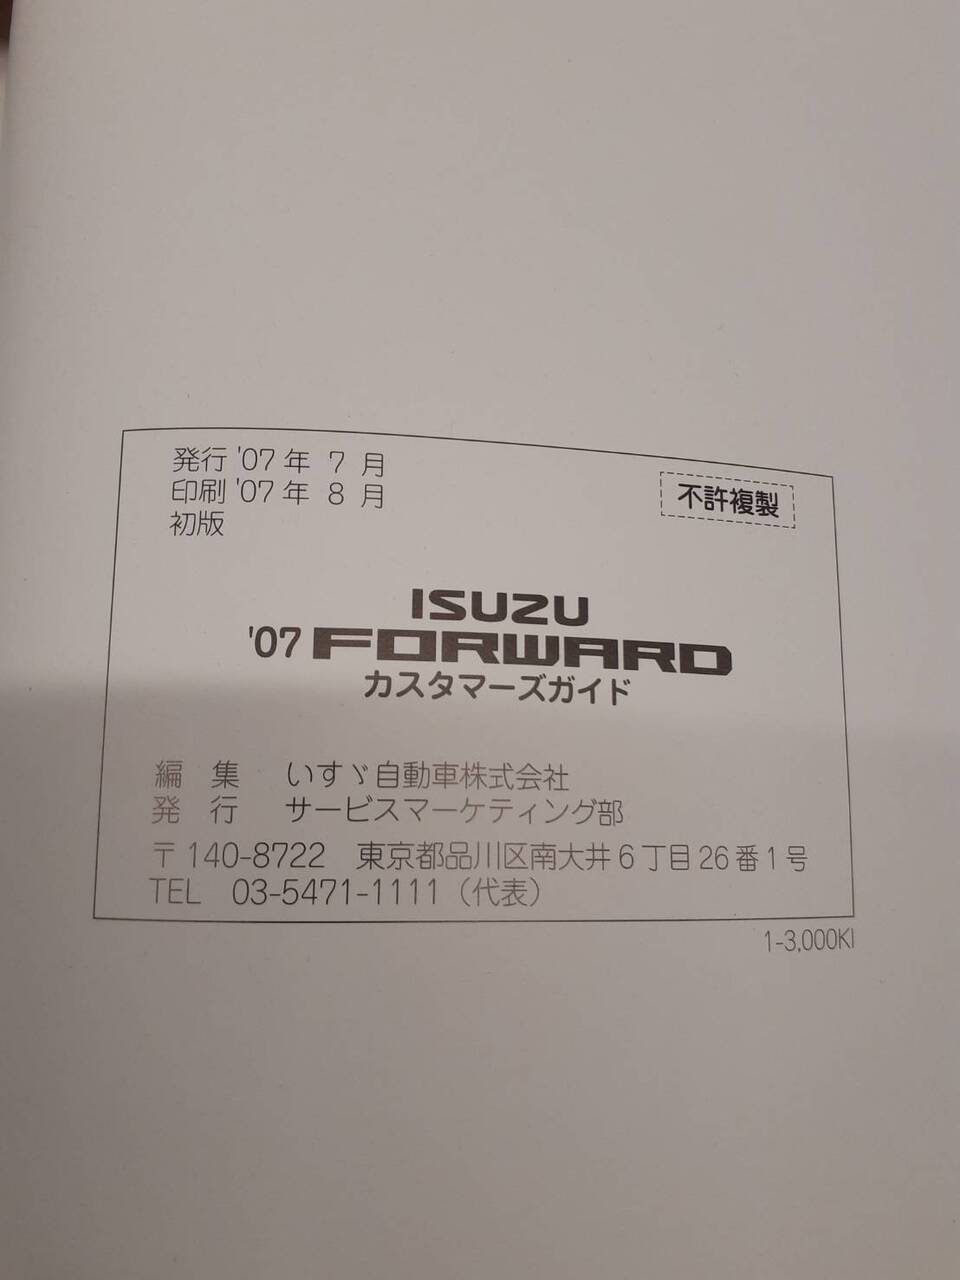 発行 '07 年 7 月
印刷 '07 年 8 月
初版
不許複製
ISUZU
'07 FORWARD
カスタマーズガイド
編 集 いすゞ自動車株式会社
発 行 サービスマーケティング部
〒140-8722 東京都品川区南大井6丁目26番1号
TEL 03-5471-1111（代表）
1-3,000KI